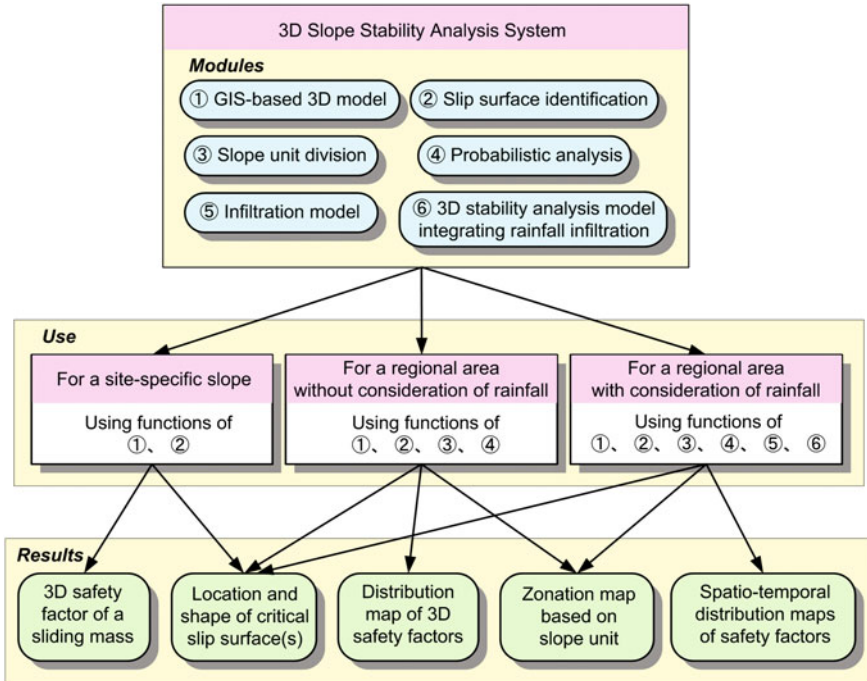 3D Slope Stability Analysis System
Modules
① GIS-based 3D model
② Slip surface identification
③ Slope unit division
④ Probabilistic analysis
⑤ Infiltration model
⑥ 3D stability analysis model
integrating rainfall infiltration
Use
For a site-specific slope
Using functions of
①、②
For a regional area
without consideration of rainfall
Using functions of
①、②、③、④
For a regional area
with consideration of rainfall
Using functions of
①、②、③、④、⑤、⑥
Results
3D safety
factor of a
sliding mass
Location and
shape of critical
slip surface(s)
Distribution
map of 3D
safety factors
Zonation map
based on
slope unit
Spatio-temporal
distribution maps
of safety factors